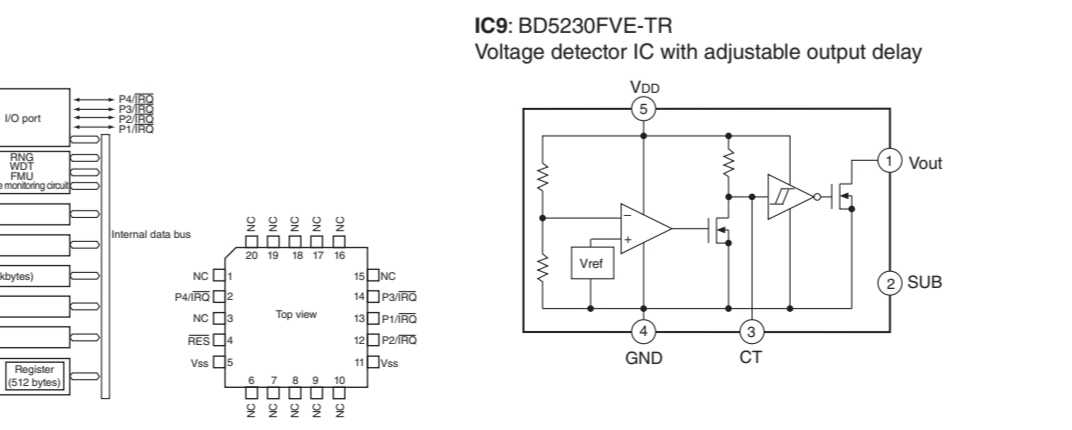 IC9: BD5230FVE-TR
Voltage detector IC with adjustable output delay
I/O port
P4/IRQ
P3/IRQ
P2/IRQ
P1/IRQ
RNG
WDT
FMU
e monitoring circuit
Internal data bus
kbytes)
Register
(512 bytes)
NC NC NC NC NC
20 19 18 17 16
NC 1
P4/IRQ 2
NC 3
RES 4
Vss 5
Top view
15 NC
14 P3/IRQ
13 P1/IRQ
12 P2/IRQ
11 Vss
6 7 8 9 10
NC NC NC NC NC
VDD
5
1 Vout
−
+
Vref
2 SUB
4
3
GND
CT